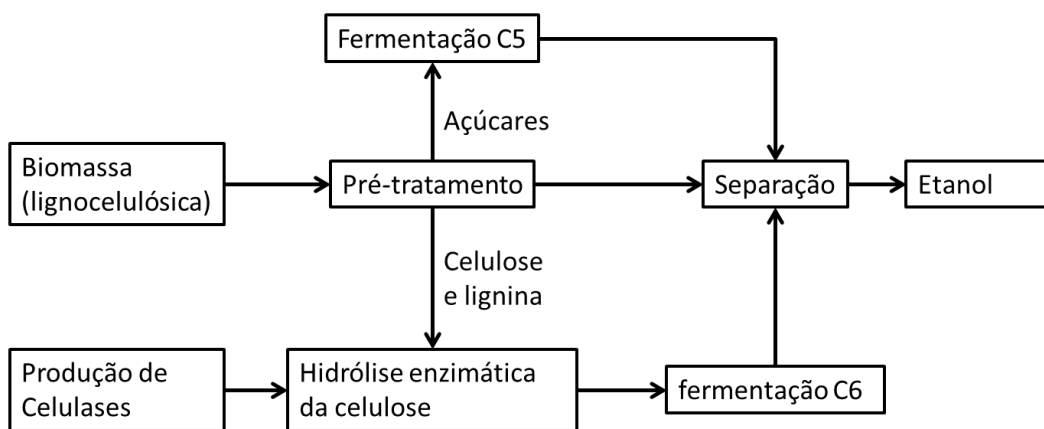 Fermentação C5
Açúcares
Biomassa
(lignocelulósica)
Pré-tratamento
Separação
Etanol
Celulose
e lignina
Produção de
Celulases
Hidrólise enzimática
da celulose
fermentação C6